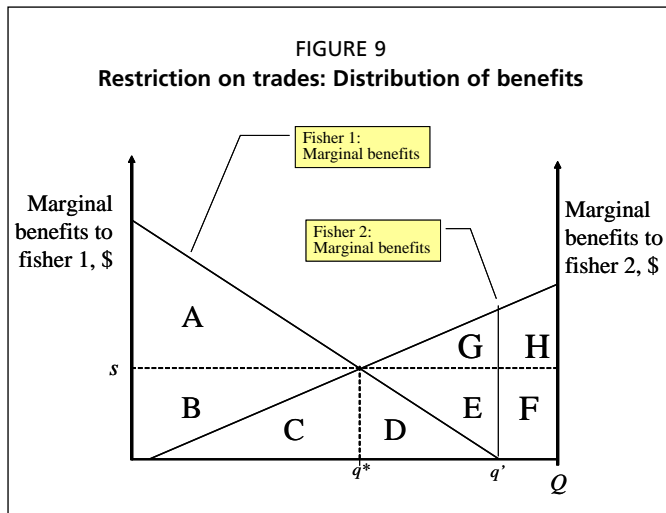 FIGURE 9
Restriction on trades: Distribution of benefits
Fisher 1:
Marginal benefits
Marginal
benefits to
fisher 1, $
Fisher 2:
Marginal benefits
Marginal
benefits to
fisher 2, $
A
G
H
s
B
C
D
E
F
q*
q’
Q